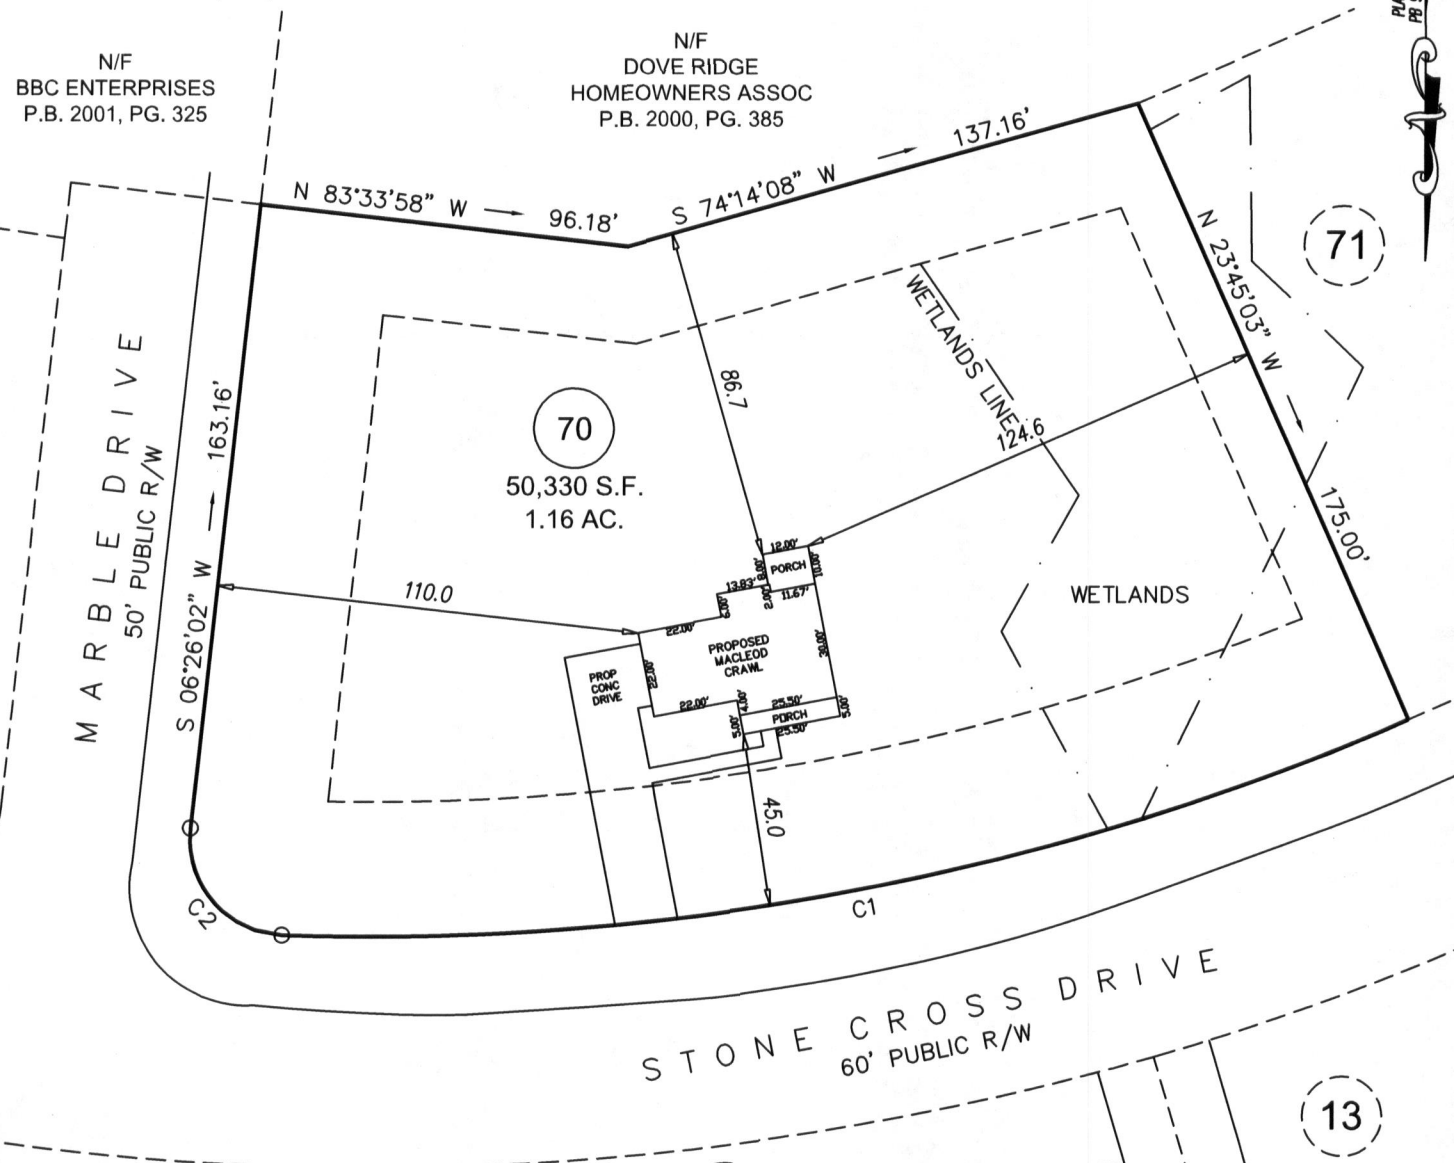 N/F
BBC ENTERPRISES
P.B. 2001, PG. 325
N/F
DOVE RIDGE
HOMEOWNERS ASSOC
P.B. 2000, PG. 385
N 83°33'58" W
96.18'
S 74°14'08" W
137.16'
N 23°45'03" W
175.00'
71
MARBLE DRIVE
50' PUBLIC R/W
S 06°26'02" W
163.16'
70
50,330 S.F.
1.16 AC.
86.7
WETLANDS LINE
124.6
110.0
12.00'
PORCH
8.00'
10.00'
13.83'
2.00'
11.67'
6.00'
22.00'
PROPOSED
MACLEOD
CRAWL
30.00'
22.00'
PROP
CONC
DRIVE
22.00'
4.00'
25.50'
PORCH
5.00'
5.00'
25.50'
45.0
WETLANDS
C2
C1
STONE CROSS DRIVE
60' PUBLIC R/W
13